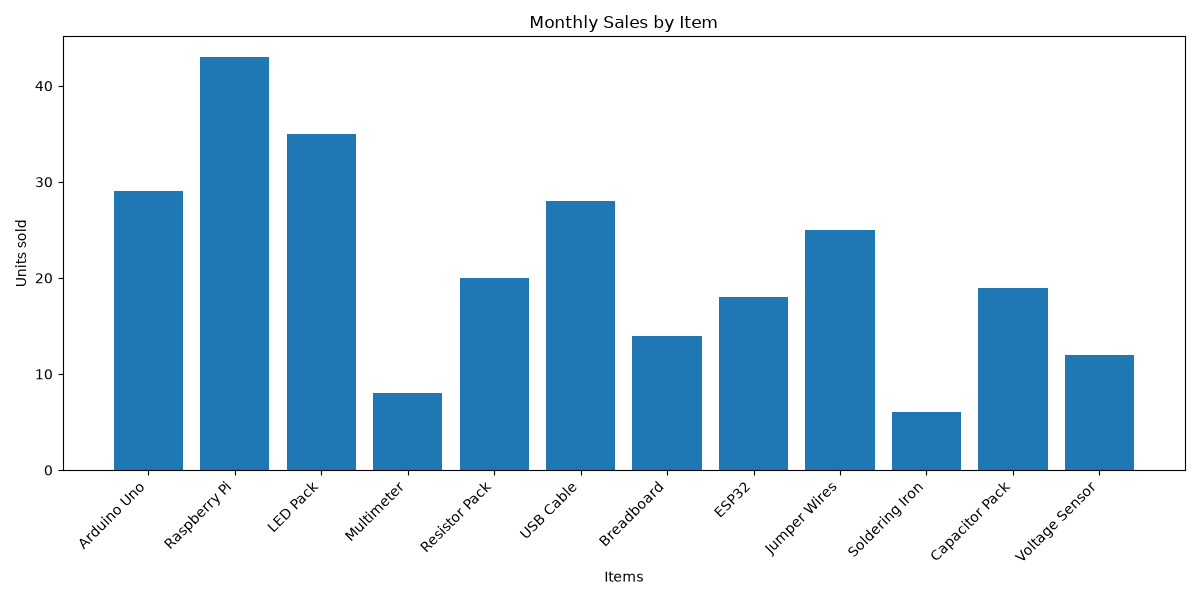 Monthly Sales by Item
Units sold
40
30
20
10
0
Arduino Uno
Raspberry Pi
LED Pack
Multimeter
Resistor Pack
USB Cable
Breadboard
ESP32
Jumper Wires
Soldering Iron
Capacitor Pack
Voltage Sensor
Items